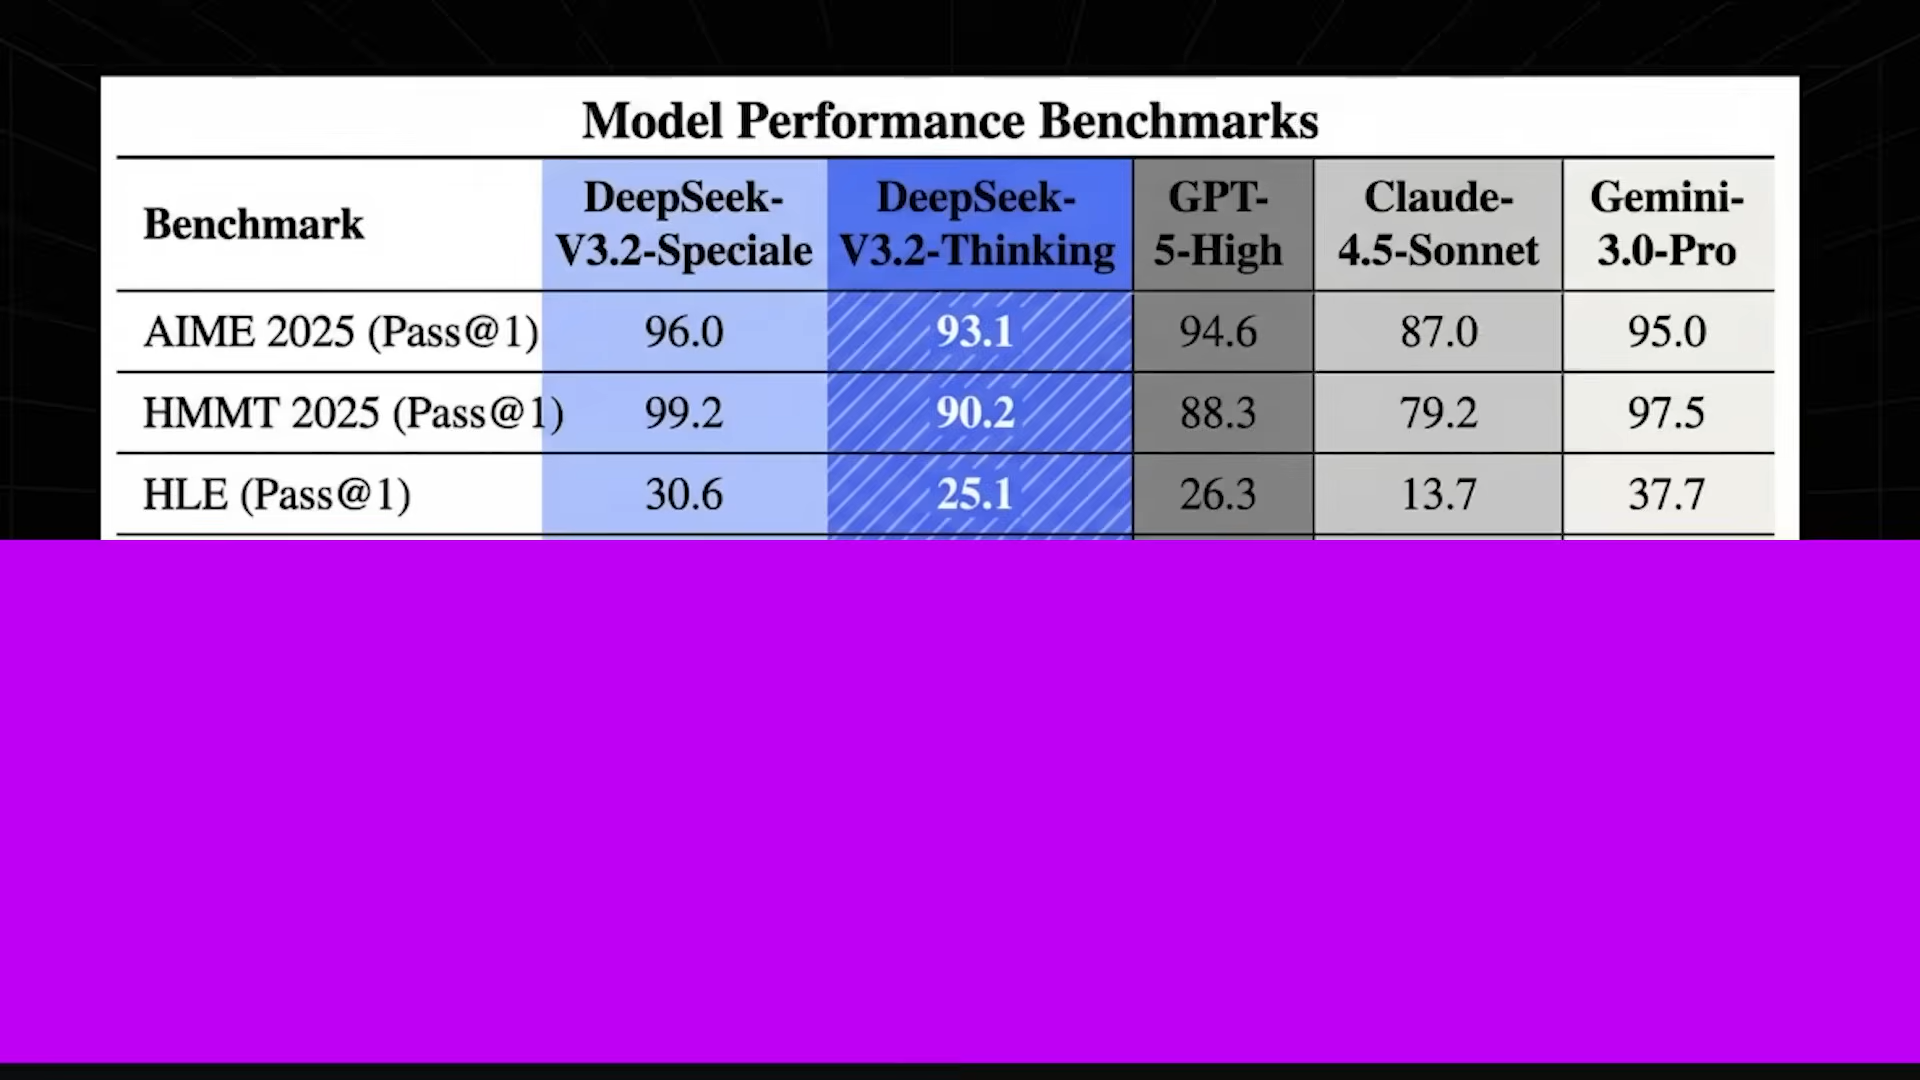 Model Performance Benchmarks
Benchmark DeepSeek-V3.2-Speciale DeepSeek-V3.2-Thinking GPT-5-High Claude-4.5-Sonnet Gemini-3.0-Pro
AIME 2025 (Pass@1) 96.0 93.1 94.6 87.0 95.0
HMMT 2025 (Pass@1) 99.2 90.2 88.3 79.2 97.5
HLE (Pass@1) 30.6 25.1 26.3 13.7 37.7